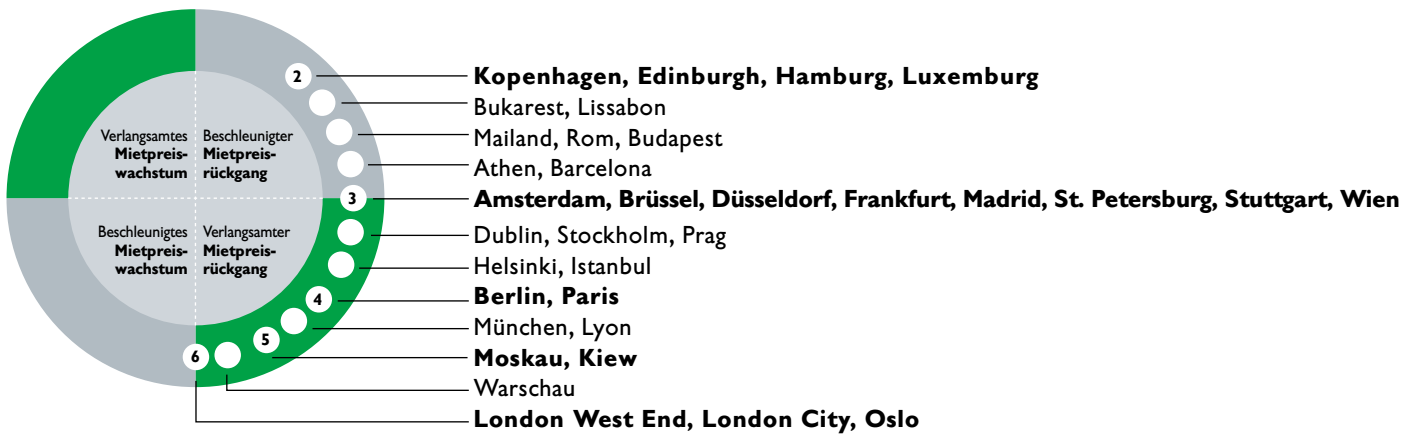 2
Kopenhagen, Edinburgh, Hamburg, Luxemburg
Bukarest, Lissabon
Mailand, Rom, Budapest
Athen, Barcelona
3
Amsterdam, Brüssel, Düsseldorf, Frankfurt, Madrid, St. Petersburg, Stuttgart, Wien
Dublin, Stockholm, Prag
Helsinki, Istanbul
4
Berlin, Paris
München, Lyon
5
Moskau, Kiew
Warschau
6
London West End, London City, Oslo
Verlangsamtes
Mietpreis-
wachstum
Beschleunigter
Mietpreis-
rückgang
Beschleunigtes
Mietpreis-
wachstum
Verlangsamter
Mietpreis-
rückgang